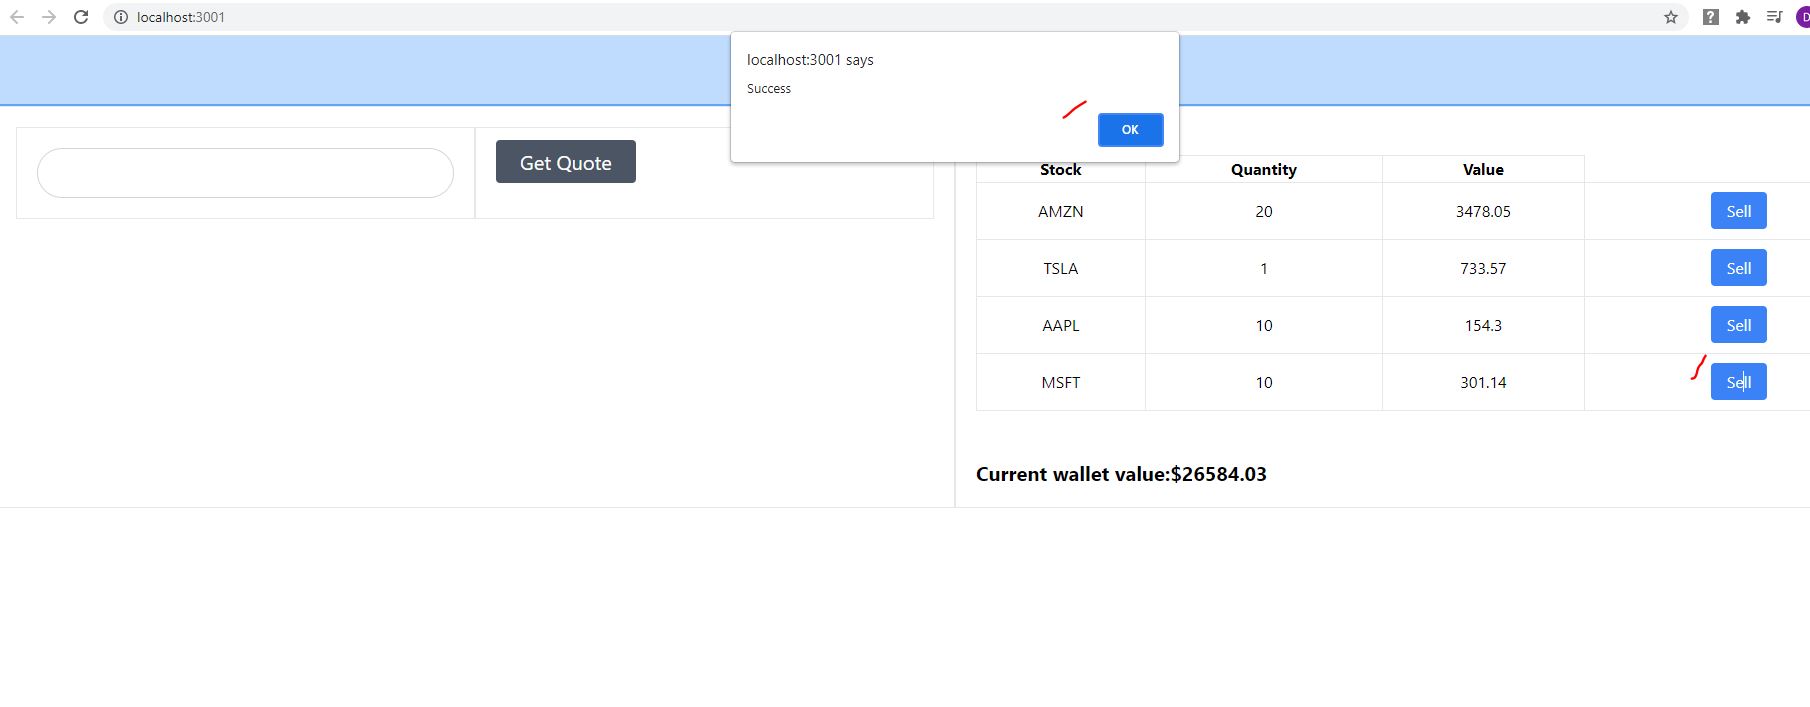 localhost:3001
D
localhost:3001 says
Success
OK
Get Quote
Stock Quantity Value
AMZN 20 3478.05 Sell
TSLA 1 733.57 Sell
AAPL 10 154.3 Sell
MSFT 10 301.14 Sell
Current wallet value:$26584.03